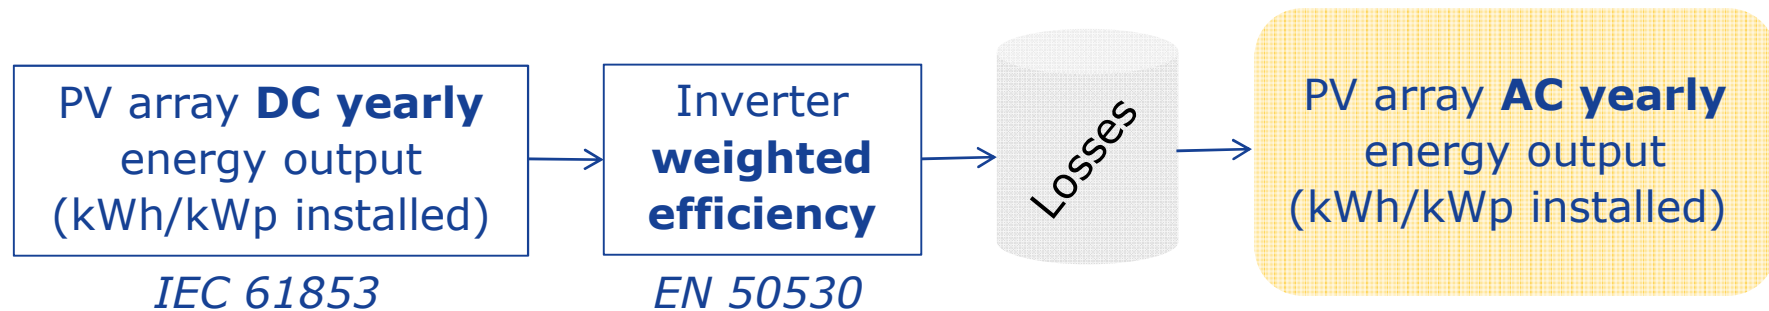 PV array DC yearly
energy output
(kWh/kWp installed)
IEC 61853
Inverter
weighted
efficiency
EN 50530
Losses
PV array AC yearly
energy output
(kWh/kWp installed)